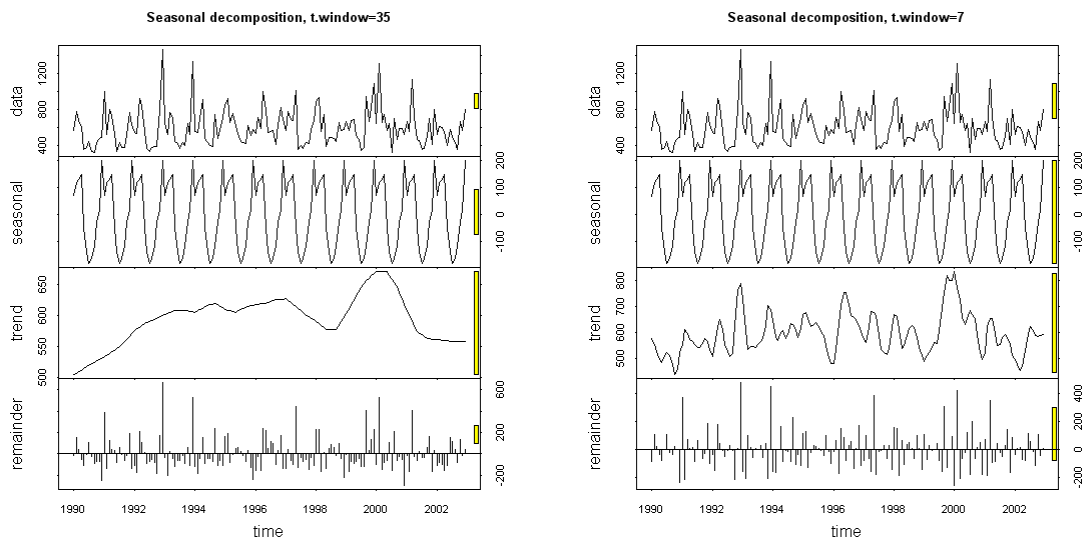 Seasonal decomposition, t.window=35
data
400 800 1200
seasonal
-100 0 100 200
trend
500 550 600 650
remainder
-200 200 600
1990 1992 1994 1996 1998 2000 2002
time
Seasonal decomposition, t.window=7
data
400 800 1200
seasonal
-100 0 100 200
trend
500 600 700 800
remainder
-200 0 200 400
1990 1992 1994 1996 1998 2000 2002
time